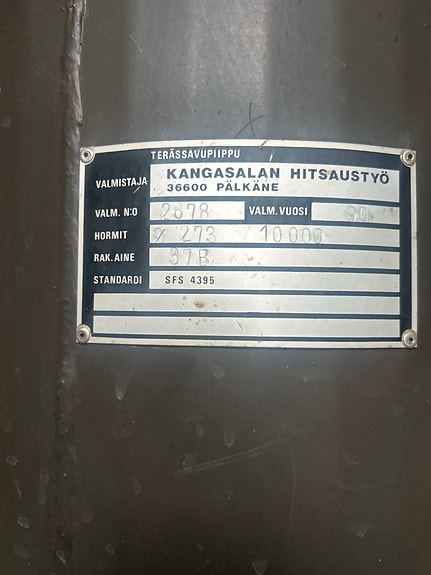 TERÄSSAVUPIIPPU
VALMISTAJA KANGASALAN HITSAUSTYÖ
36600 PÄLKÄNE
VALM. N:O 2678 VALM. VUOSI 90
HORMIT Ø 273 / 10000
RAK. AINE 37B
STANDARDI SFS 4395